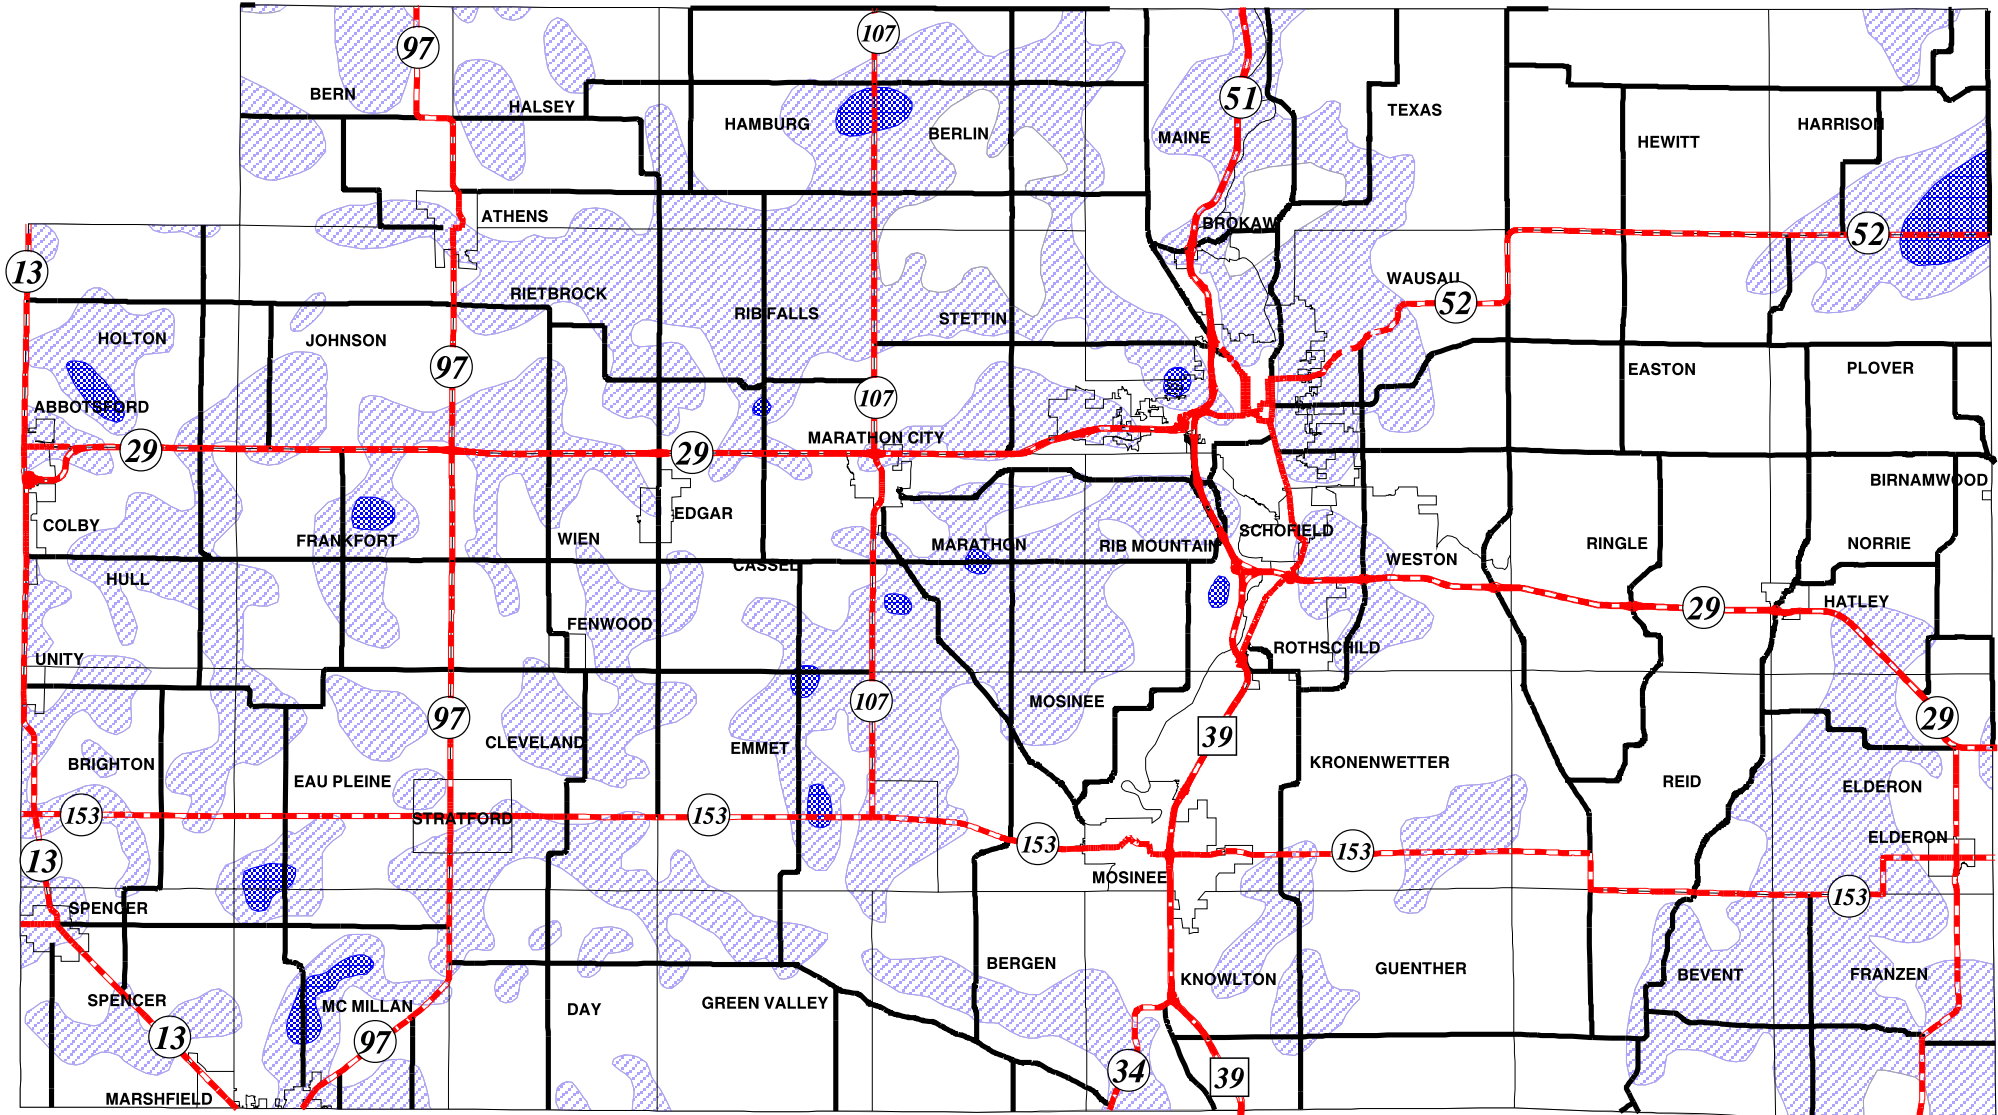 97
107
51
BERN
HALSEY
HAMBURG
BERLIN
MAINE
TEXAS
HEWITT
HARRISON
ATHENS
BROKAW
52
13
WAUSAU
52
RIETBROCK
RIB FALLS
STETTIN
HOLTON
JOHNSON
97
EASTON
PLOVER
107
ABBOTSFORD
MARATHON CITY
29
29
BIRNAMWOOD
COLBY
EDGAR
FRANKFORT
WIEN
MARATHON
RIB MOUNTAIN
SCHOFIELD
WESTON
RINGLE
NORRIE
CASSEL
HULL
29
HATLEY
FENWOOD
ROTHSCHILD
UNITY
107
MOSINEE
97
29
39
CLEVELAND
EMMET
BRIGHTON
EAU PLEINE
KRONENWETTER
REID
ELDERON
153
STRATFORD
153
153
153
ELDERON
13
MOSINEE
153
SPENCER
BERGEN
KNOWLTON
GUENTHER
BEVENT
FRANZEN
SPENCER
MC MILLAN
DAY
GREEN VALLEY
13
97
34
39
MARSHFIELD